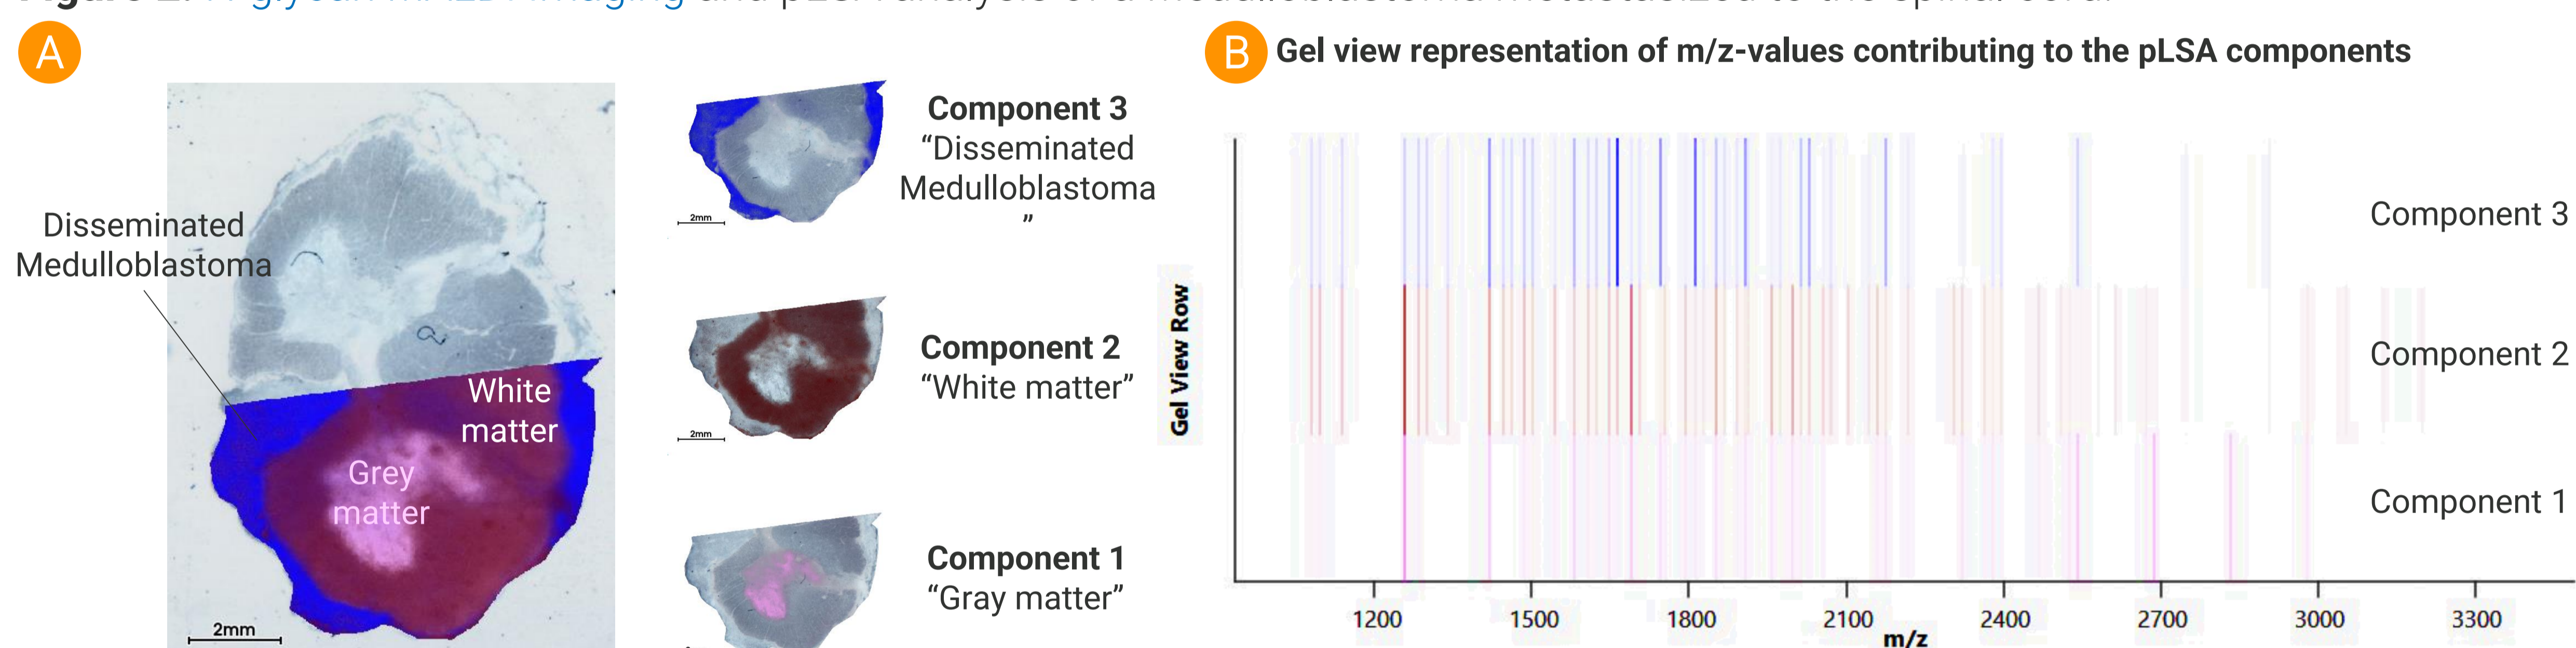 A
B Gel view representation of m/z-values contributing to the pLSA components
Disseminated
Medulloblastoma
White
matter
Grey
matter
2mm
Component 3
“Disseminated
Medulloblastoma
”
2mm
Component 2
“White matter”
2mm
Component 1
“Gray matter”
Gel View Row
Component 3
Component 2
Component 1
1200 1500 1800 2100 2400 2700 3000 3300
m/z